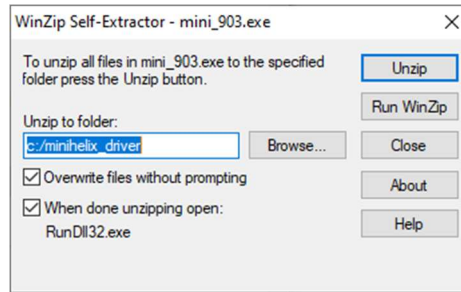 WinZip Self-Extractor - mini_903.exe
To unzip all files in mini_903.exe to the specified
folder press the Unzip button.
Unzip to folder:
c:/minihelix_driver
Browse...
Overwrite files without prompting
When done unzipping open:
RunDll32.exe
Unzip
Run WinZip
Close
About
Help